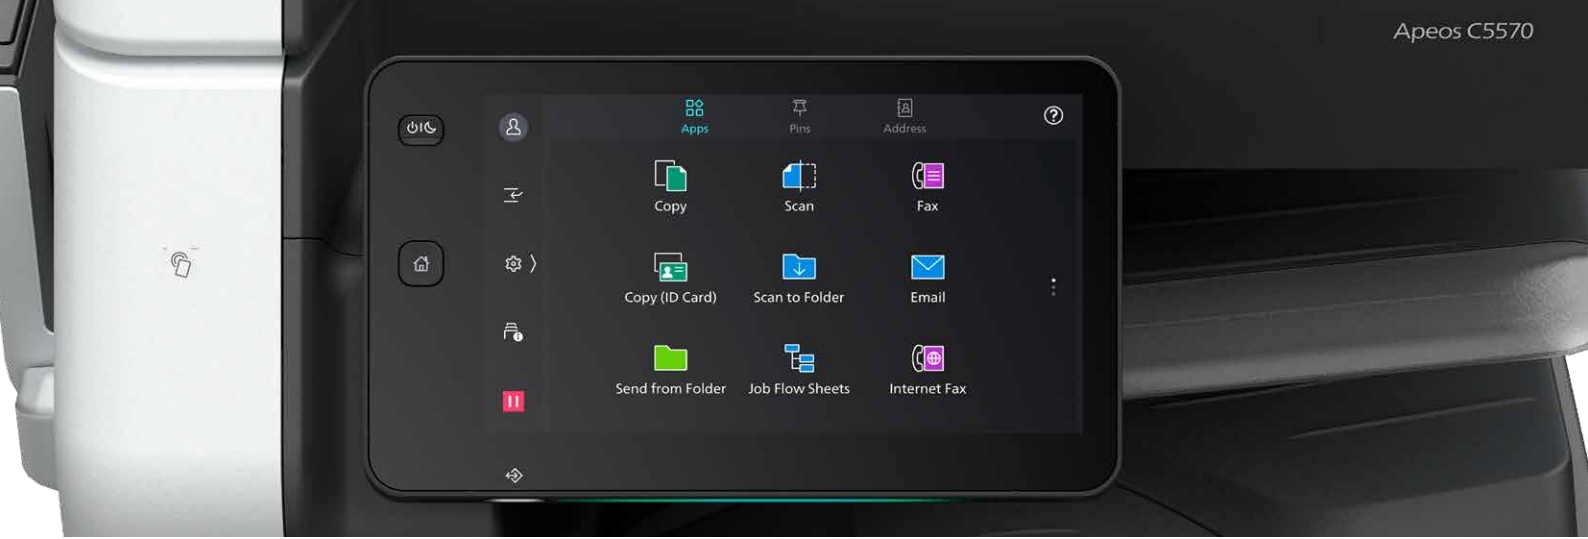 Apeos C5570
Apps
Pins
Address
Copy
Scan
Fax
Copy (ID Card)
Scan to Folder
Email
Send from Folder
Job Flow Sheets
Internet Fax